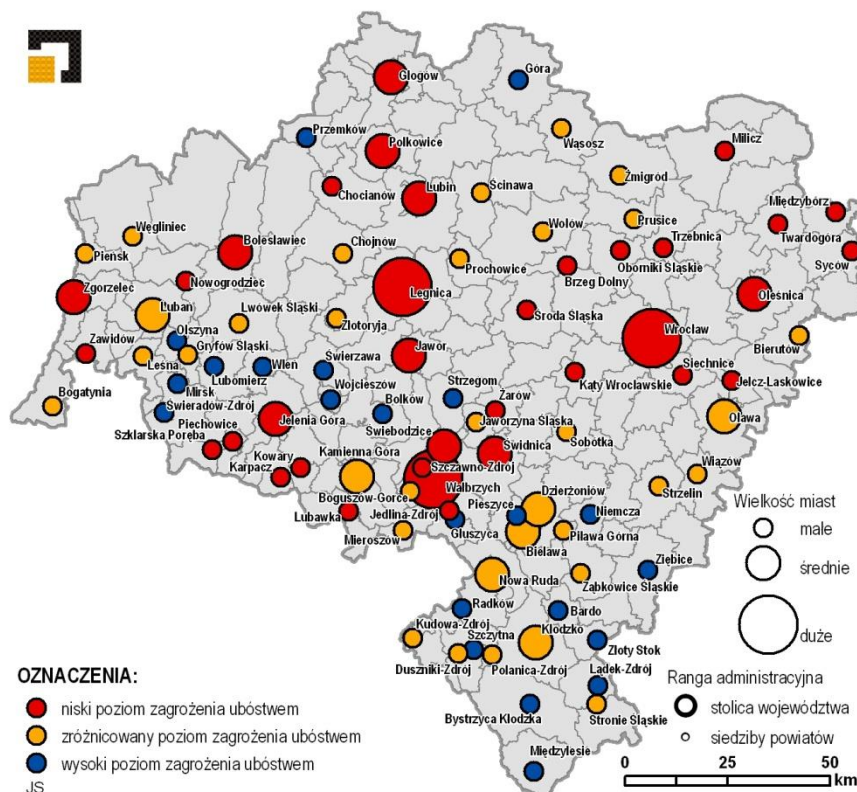 Głogów
Góra
Przemków
Polkowice
Wąsosz
Milicz
Chocianów
Lubin
Ścinawa
Żmigród
Międzybórz
Węgliniec
Bolesławiec
Chojnów
Wołów
Prusice
Twardogóra
Pieńsk
Prochowice
Trzebnica
Oborniki Śląskie
Syców
Nowogrodziec
Brzeg Dolny
Zgorzelec
Legnica
Oleśnica
Lubań
Lwówek Śląski
Złotoryja
Środa Śląska
Wrocław
Olszyna
Gryfów Śląski
Jawor
Bierutów
Zawidów
Leśna
Wleń
Świerzawa
Siechnice
Lubomierz
Kąty Wrocławskie
Jelcz-Laskowice
Mirsk
Wojcieszów
Bolków
Strzegom
Żarów
Bogatynia
Świeradów-Zdrój
Jaworzyna Śląska
Oława
Piechowice
Jelenia Góra
Świebodzice
Sobótka
Szklarska Poręba
Kowary
Kamienna Góra
Świdnica
Karpacz
Szczawno-Zdrój
Wiązów
Boguszów-Gorce
Wałbrzych
Dzierżoniów
Strzelin
Wielkość miast
Lubawka
Jedlina-Zdrój
Pieszyce
Niemcza
małe
Mieroszów
Głuszyca
Piława Górna
Bielawa
Ziębice
średnie
Nowa Ruda
Ząbkowice Śląskie
Radków
Bardo
duże
Kudowa-Zdrój
Szczytna
Kłodzko
Złoty Stok
Duszniki-Zdrój
Polanica-Zdrój
Lądek-Zdrój
OZNACZENIA:
Ranga administracyjna
niski poziom zagrożenia ubóstwem
Bystrzyca Kłodzka
Stronie Śląskie
stolica województwa
zróżnicowany poziom zagrożenia ubóstwem
siedziby powiatów
wysoki poziom zagrożenia ubóstwem
Międzylesie
0 25 50
km
JS